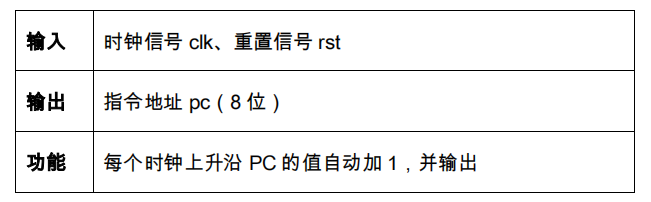 输入 时钟信号 clk、重置信号 rst
输出 指令地址 pc（8 位）
功能 每个时钟上升沿 PC 的值自动加 1，并输出